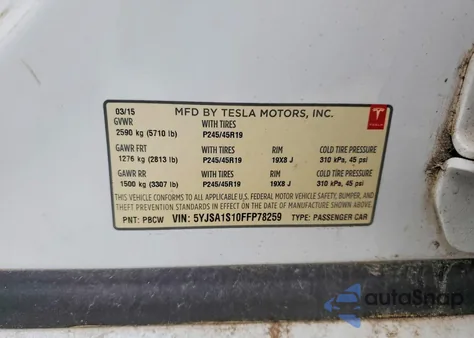 03/15 MFD BY TESLA MOTORS, INC.
GVWR WITH TIRES
2590 kg (5710 lb) P245/45R19
GAWR FRT WITH TIRES RIM COLD TIRE PRESSURE
1276 kg (2813 lb) P245/45R19 19X8 J 310 kPa, 45 psi
GAWR RR WITH TIRES RIM COLD TIRE PRESSURE
1500 kg (3307 lb) P245/45R19 19X8 J 310 kPa, 45 psi
THIS VEHICLE CONFORMS TO ALL APPLICABLE U.S. FEDERAL MOTOR VEHICLE SAFETY, BUMPER, AND
THEFT PREVENTION STANDARDS IN EFFECT ON THE DATE OF MANUFACTURE SHOWN ABOVE.
PNT: PBCW VIN: 5YJSA1S10FFP78259 TYPE: PASSENGER CAR
TESLA
autoSnap